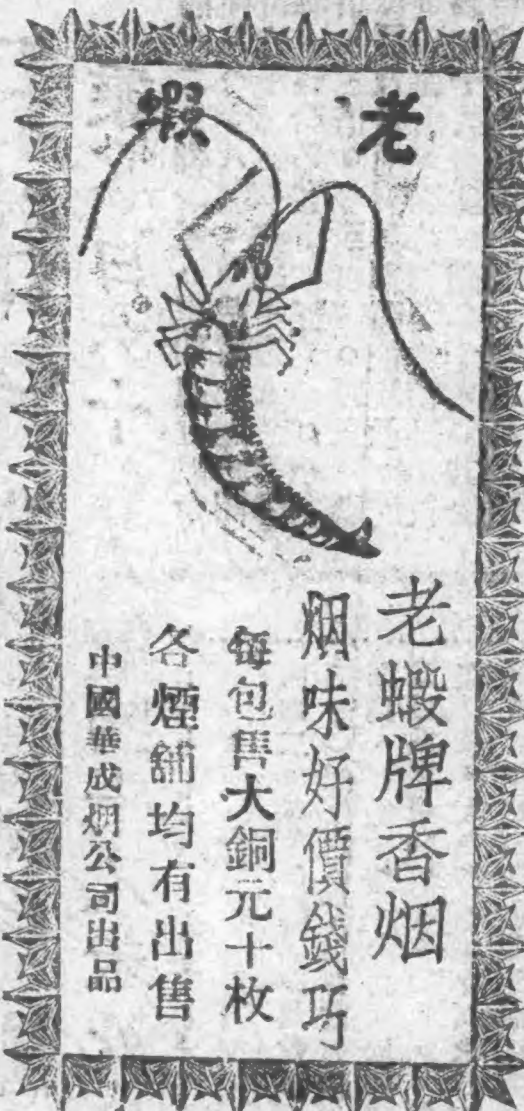 老蝦
老蝦牌香烟
烟味好價錢巧
每包售大銅元十枚
各煙舖均有出售
中國華成烟公司出品